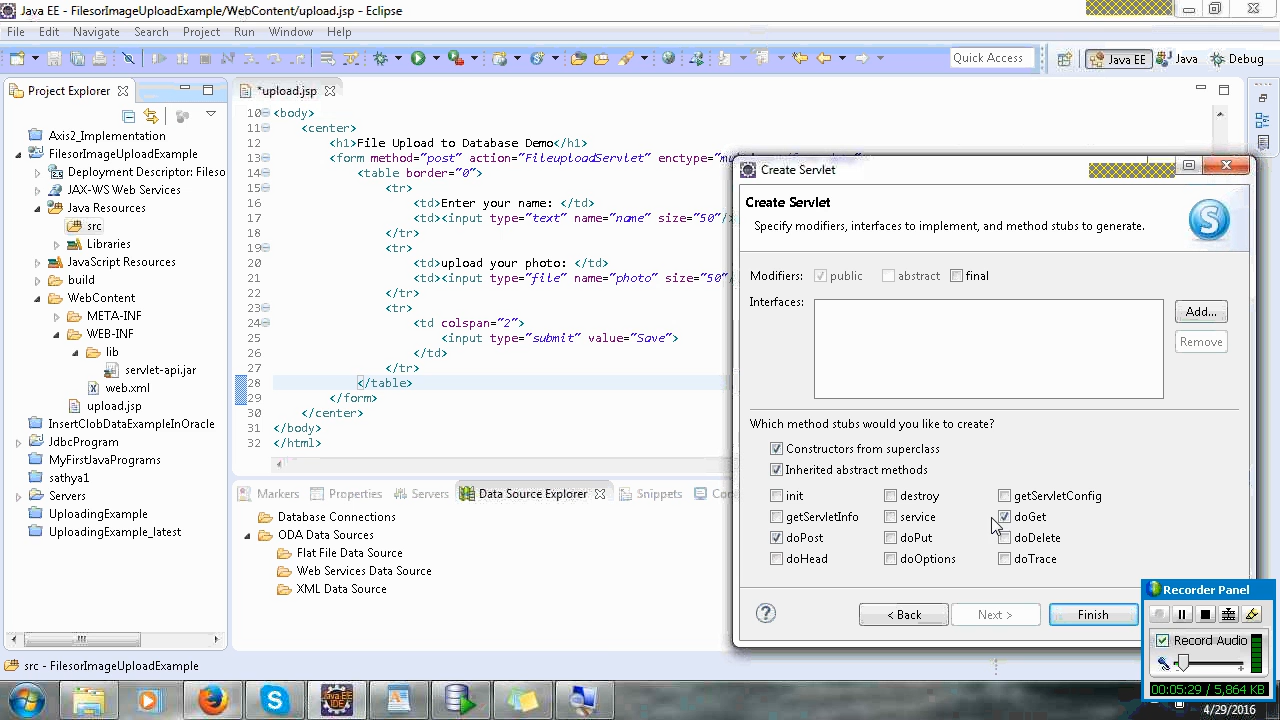 Java EE - FilesorImageUploadExample/WebContent/upload.jsp - Eclipse
File Edit Navigate Search Project Run Window Help
Quick Access
Java EE
Java
Debug
Project Explorer
Axis2_Implementation
FilesorImageUploadExample
Deployment Descriptor: Fileso
JAX-WS Web Services
Java Resources
src
Libraries
JavaScript Resources
build
WebContent
META-INF
WEB-INF
lib
servlet-api.jar
web.xml
upload.jsp
InsertClobDataExampleInOracle
JdbcProgram
MyFirstJavaPrograms
sathya1
Servers
UploadingExample
UploadingExample_latest
*upload.jsp
10 <body>
11 <center>
12 <h1>File Upload to Database Demo</h1>
13 <form method="post" action="FileuploadServlet" enctype="mu
14 <table border="0">
15 <tr>
16 <td>Enter your name: </td>
17 <td><input type="text" name="name" size="50"/
18 </tr>
19 <tr>
20 <td>upload your photo: </td>
21 <td><input type="file" name="photo" size="50"/
22 </tr>
23 <tr>
24 <td colspan="2">
25 <input type="submit" value="Save">
26 </td>
27 </tr>
28 </table>
29 </form>
30 </center>
31 </body>
32 </html>
Markers Properties Servers Data Source Explorer Snippets Co
Database Connections
ODA Data Sources
Flat File Data Source
Web Services Data Source
XML Data Source
Create Servlet
Create Servlet
Specify modifiers, interfaces to implement, and method stubs to generate.
Modifiers: public abstract final
Interfaces:
Add...
Remove
Which method stubs would you like to create?
Constructors from superclass
Inherited abstract methods
init destroy getServletConfig
getServletInfo service doGet
doPost doPut doDelete
doHead doOptions doTrace
< Back Next > Finish
Recorder Panel
Record Audio
00:05:29 / 5,864 KB
src - FilesorImageUploadExample
4/29/2016